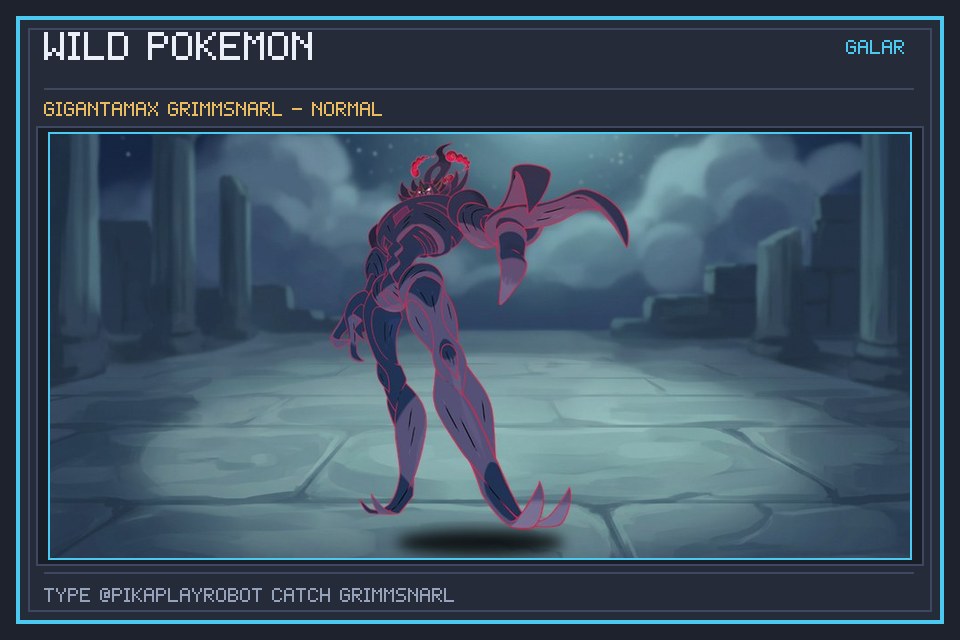 WILD POKEMON
GALAR
GIGANTAMAX GRIMMSNARL - NORMAL
TYPE @PIKAPLAYROBOT CATCH GRIMMSNARL